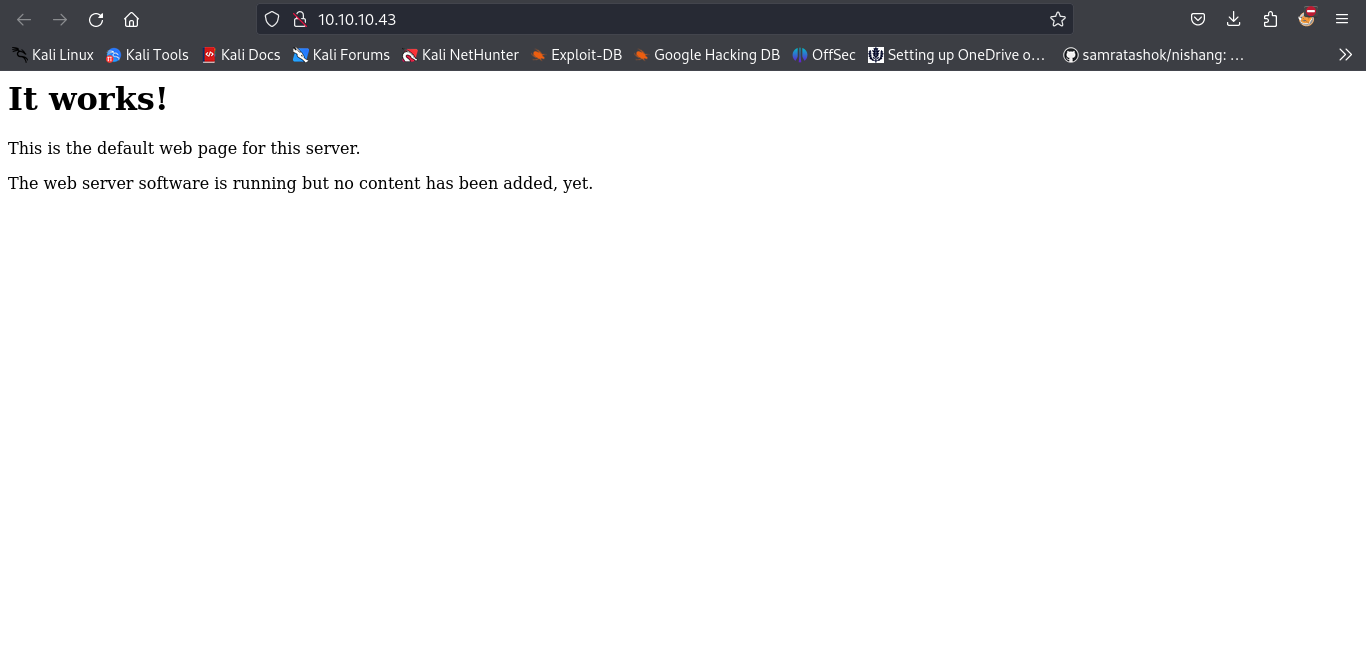 10.10.10.43
Kali Linux Kali Tools Kali Docs Kali Forums Kali NetHunter Exploit-DB Google Hacking DB OffSec Setting up OneDrive o… samratashok/nishang: …
It works!
This is the default web page for this server.
The web server software is running but no content has been added, yet.